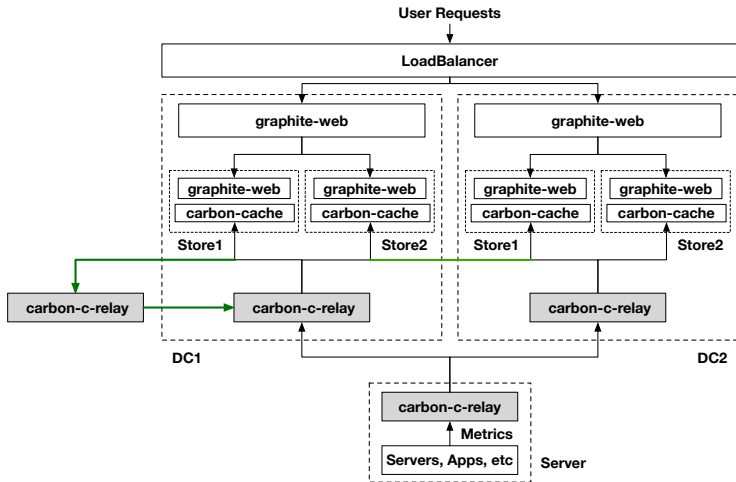 User Requests
LoadBalancer
graphite-web
graphite-web
graphite-web
graphite-web
graphite-web
graphite-web
carbon-cache
carbon-cache
carbon-cache
carbon-cache
Store1
Store2
Store1
Store2
carbon-c-relay
carbon-c-relay
carbon-c-relay
DC1
DC2
carbon-c-relay
Metrics
Servers, Apps, etc
Server